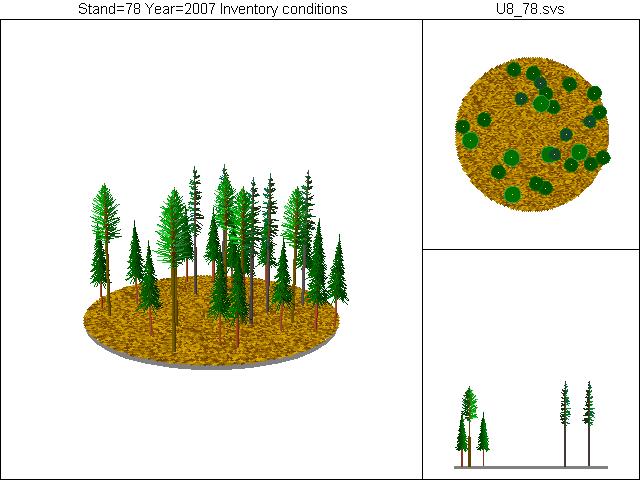 Stand=78 Year=2007 Inventory conditions
U8_78.svs